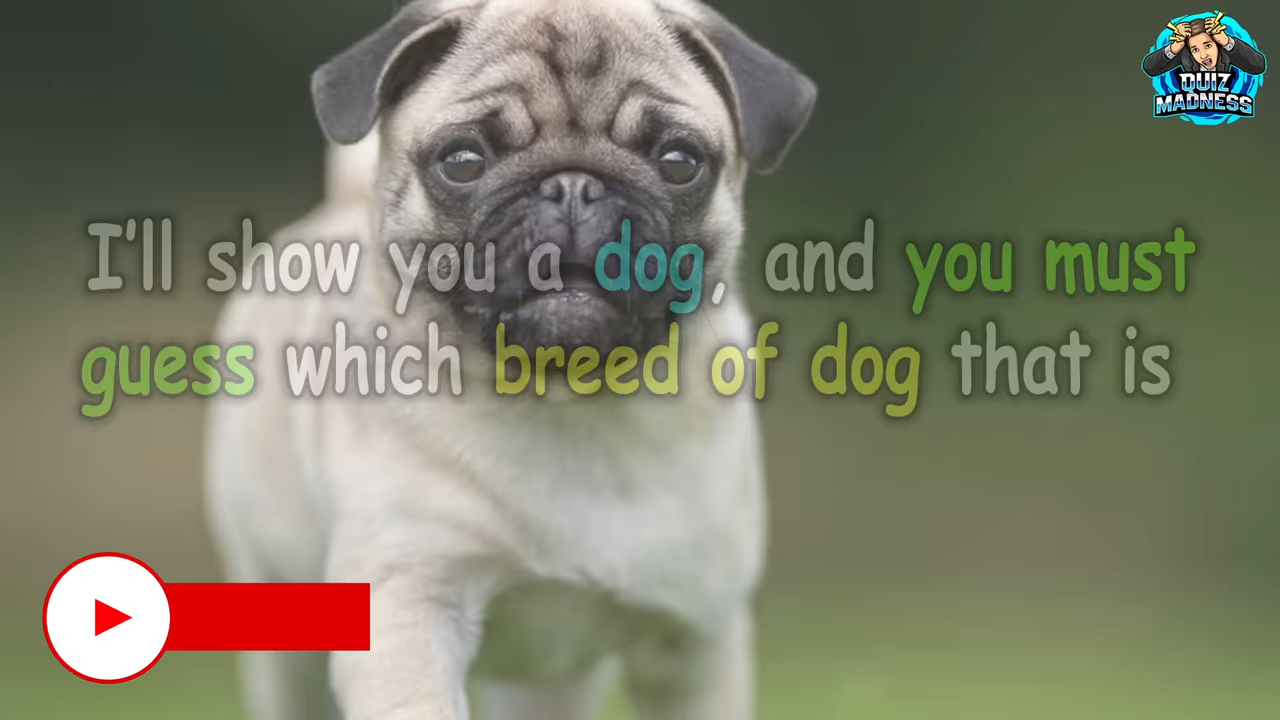 QUIZ
MADNESS
I'll show you a dog, and you must
guess which breed of dog that is